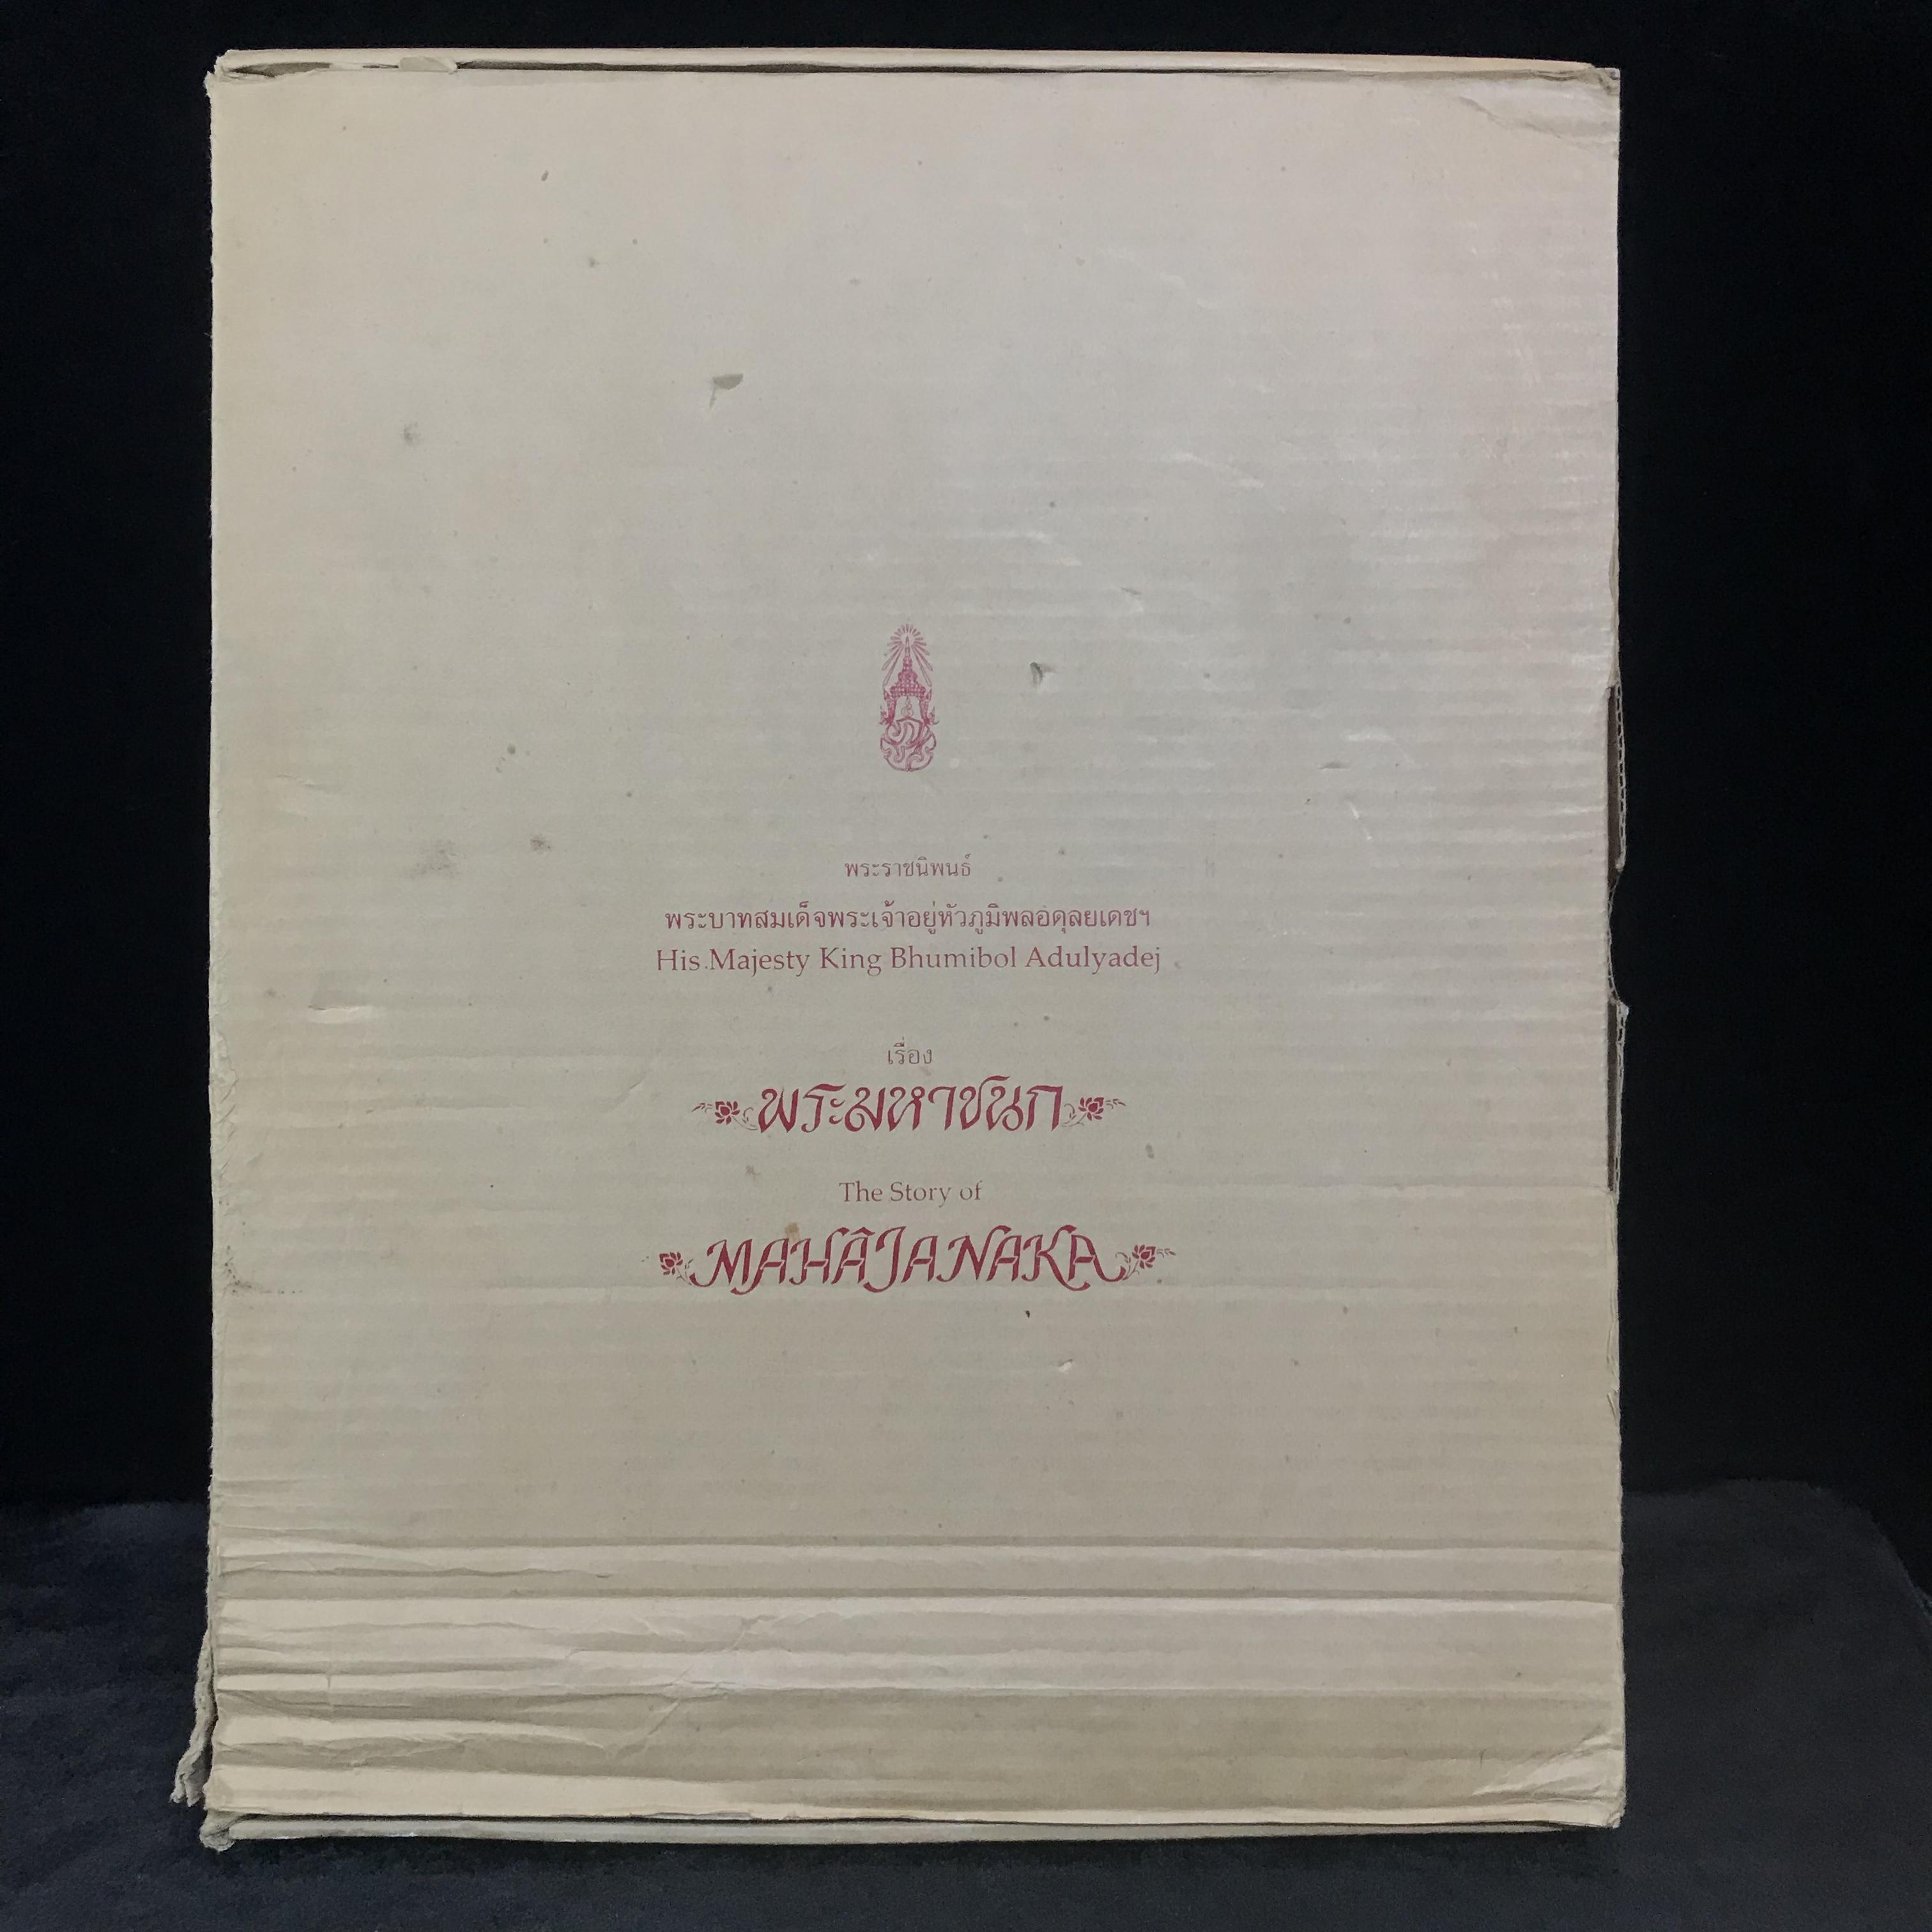 พระราชนิพนธ์
พระบาทสมเด็จพระเจ้าอยู่หัวภูมิพลอดุลยเดชฯ
His Majesty King Bhumibol Adulyadej
เรื่อง
พระมหาชนก
The Story of
MAHĀJANAKA